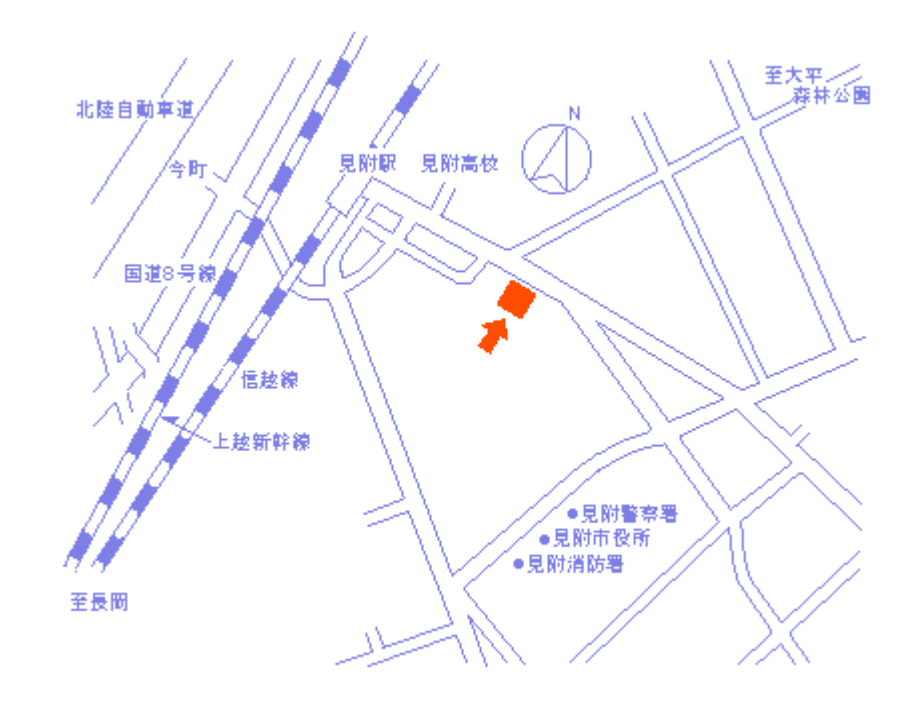 至大平
森林公園
北陸自動車道
N
見附駅
見附高校
今町
国道8号線
信越線
上越新幹線
●見附警察署
●見附市役所
●見附消防署
至長岡